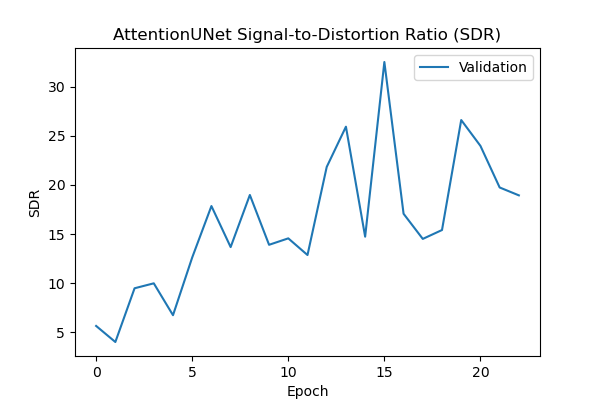 AttentionUNet Signal-to-Distortion Ratio (SDR)
Validation
30
25
20
15
10
5
SDR
0 5 10 15 20
Epoch